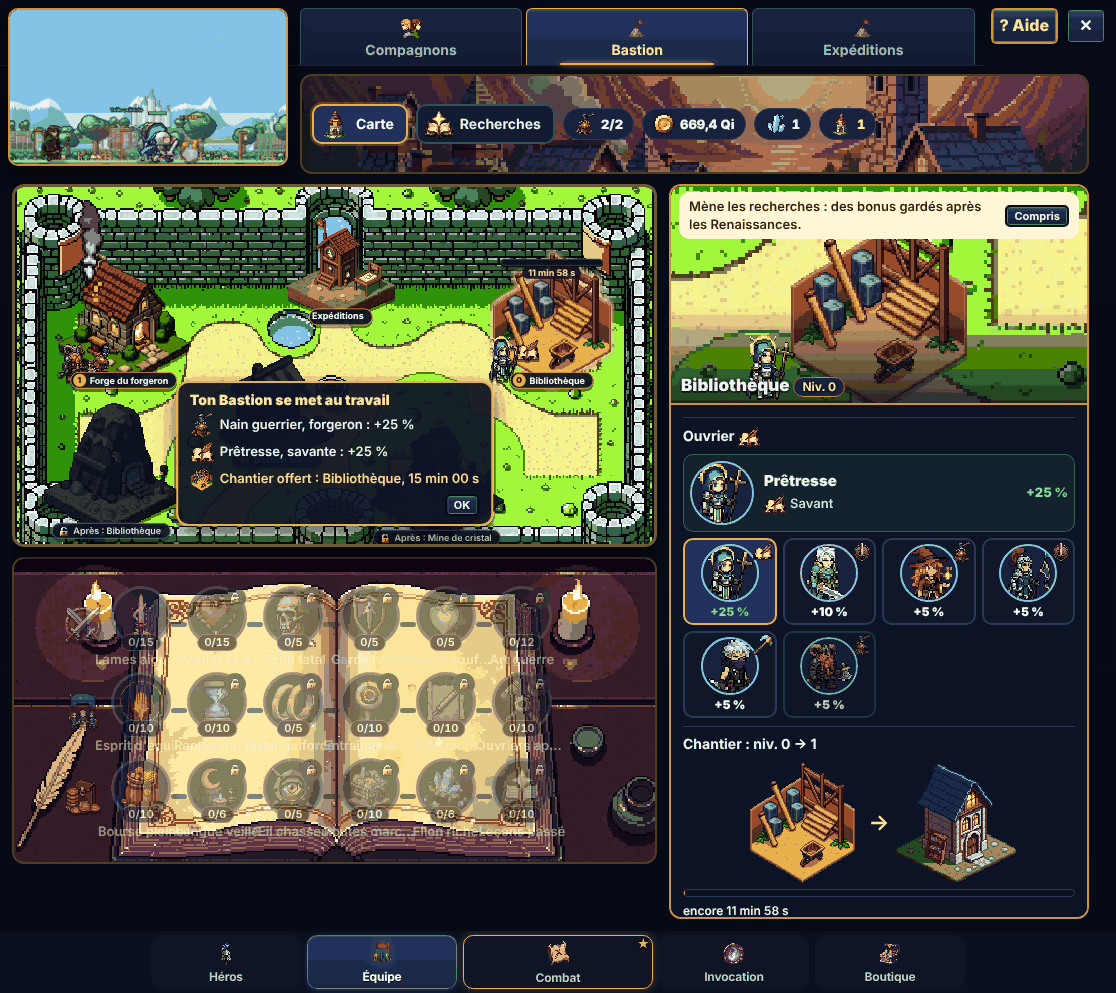 Compagnons
Bastion
Expéditions
? Aide
×
Carte
Recherches
2/2
669,4 Qi
1
1
11 min 58 s
Expéditions
1 Forge du forgeron
0 Bibliothèque
Ton Bastion se met au travail
Nain guerrier, forgeron : +25 %
Prêtresse, savante : +25 %
Chantier offert : Bibliothèque, 15 min 00 s
OK
Après : Bibliothèque
Après : Mine de cristal
0/15
0/15
0/5
0/5
0/5
0/12
0/10
0/10
0/5
0/10
0/10
0/10
0/10
0/6
0/5
0/10
0/6
0/10
Mène les recherches : des bonus gardés après
les Renaissances.
Compris
Bibliothèque
Niv. 0
Ouvrier
Prêtresse
Savant
+25 %
+25 %
+10 %
+5 %
+5 %
+5 %
+5 %
Chantier : niv. 0 → 1
encore 11 min 58 s
Héros
Équipe
Combat
Invocation
Boutique